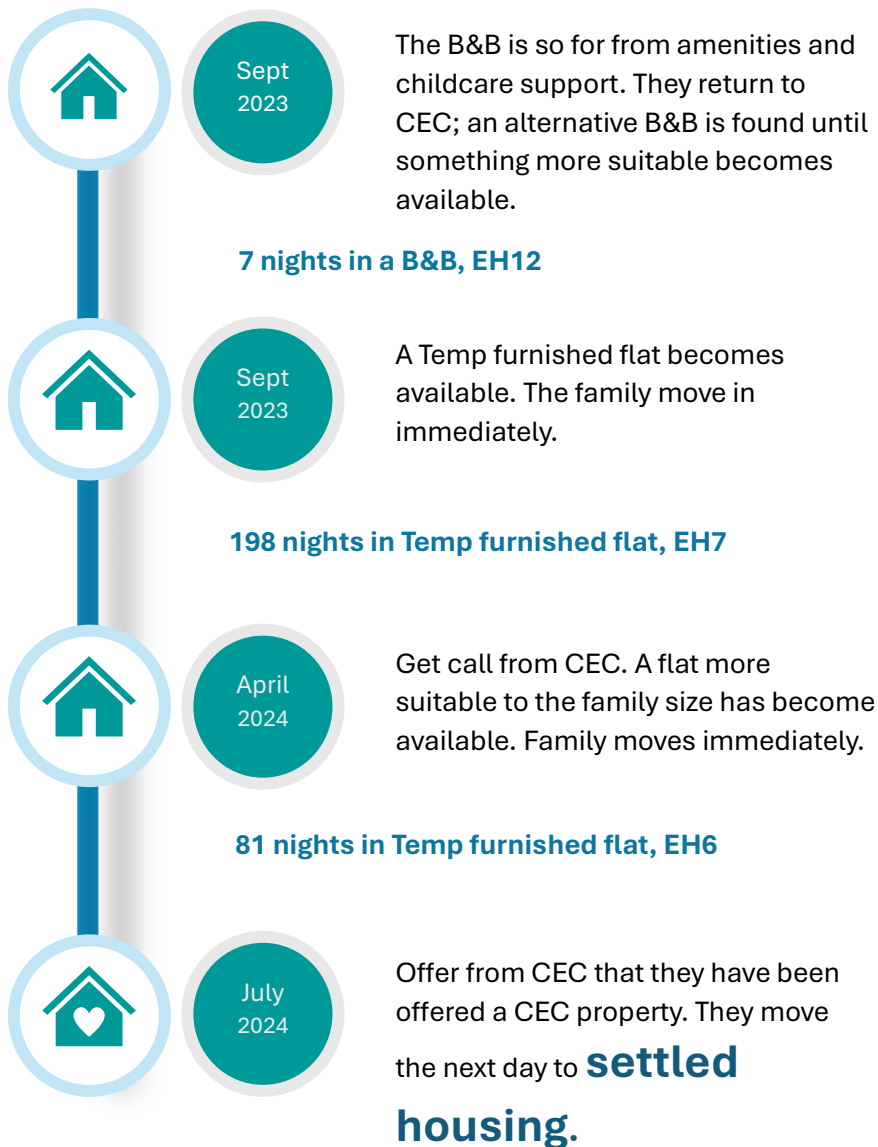 Sept
2023
The B&B is so for from amenities and
childcare support. They return to
CEC; an alternative B&B is found until
something more suitable becomes
available.
7 nights in a B&B, EH12
Sept
2023
A Temp furnished flat becomes
available. The family move in
immediately.
198 nights in Temp furnished flat, EH7
April
2024
Get call from CEC. A flat more
suitable to the family size has become
available. Family moves immediately.
81 nights in Temp furnished flat, EH6
July
2024
Offer from CEC that they have been
offered a CEC property. They move
the next day to settled
housing.